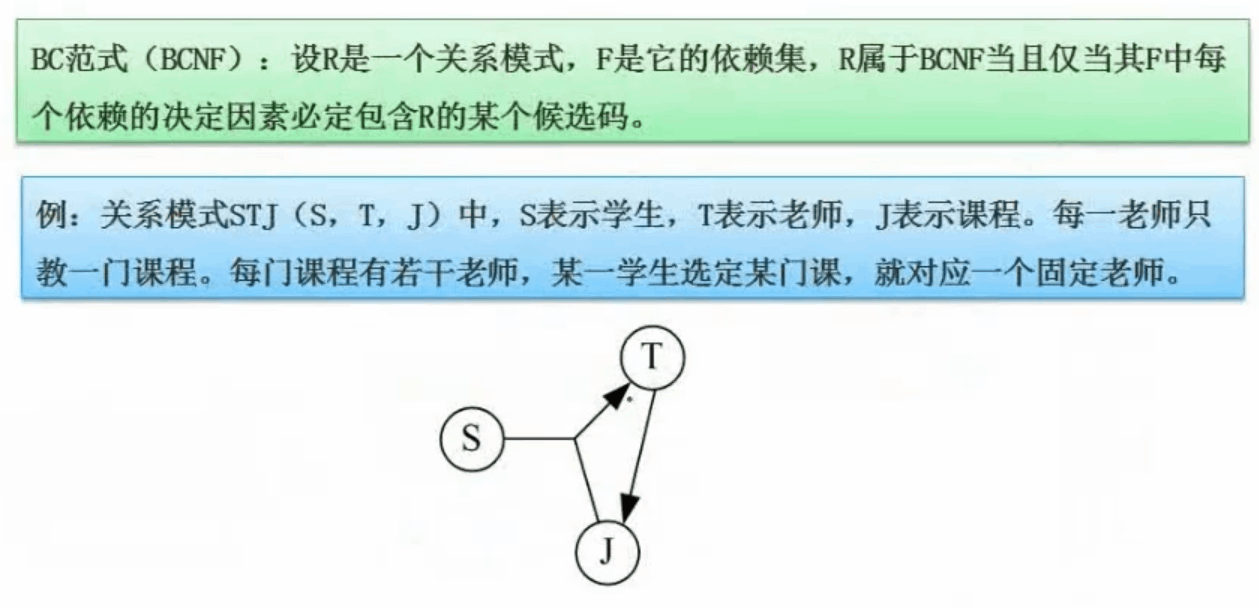 BC范式（BCNF）：设R是一个关系模式，F是它的依赖集，R属于BCNF当且仅当其F中每
个依赖的决定因素必定包含R的某个候选码。
例：关系模式STJ（S，T，J）中，S表示学生，T表示老师，J表示课程。每一老师只
教一门课程。每门课程有若干老师，某一学生选定某门课，就对应一个固定老师。
T
S
J